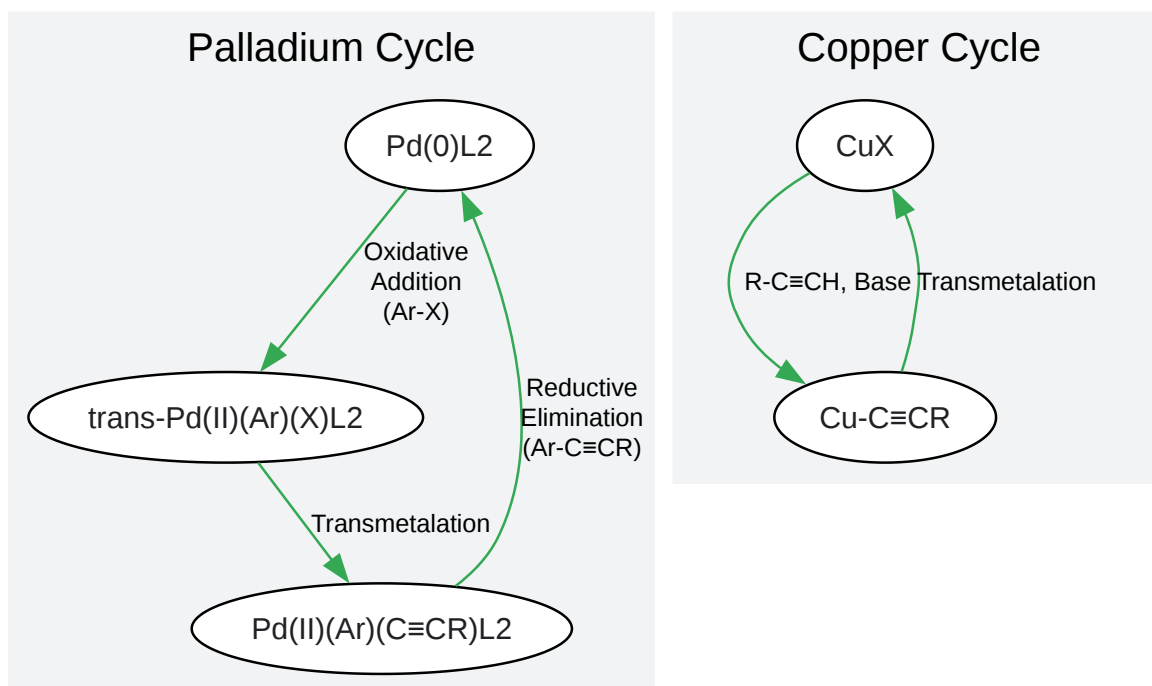 Palladium Cycle
Pd(0)L2
Oxidative
Addition
(Ar-X)
trans-Pd(II)(Ar)(X)L2
Reductive
Elimination
(Ar-C≡CR)
Transmetalation
Pd(II)(Ar)(C≡CR)L2
Copper Cycle
CuX
R-C≡CH, Base
Transmetalation
Cu-C≡CR